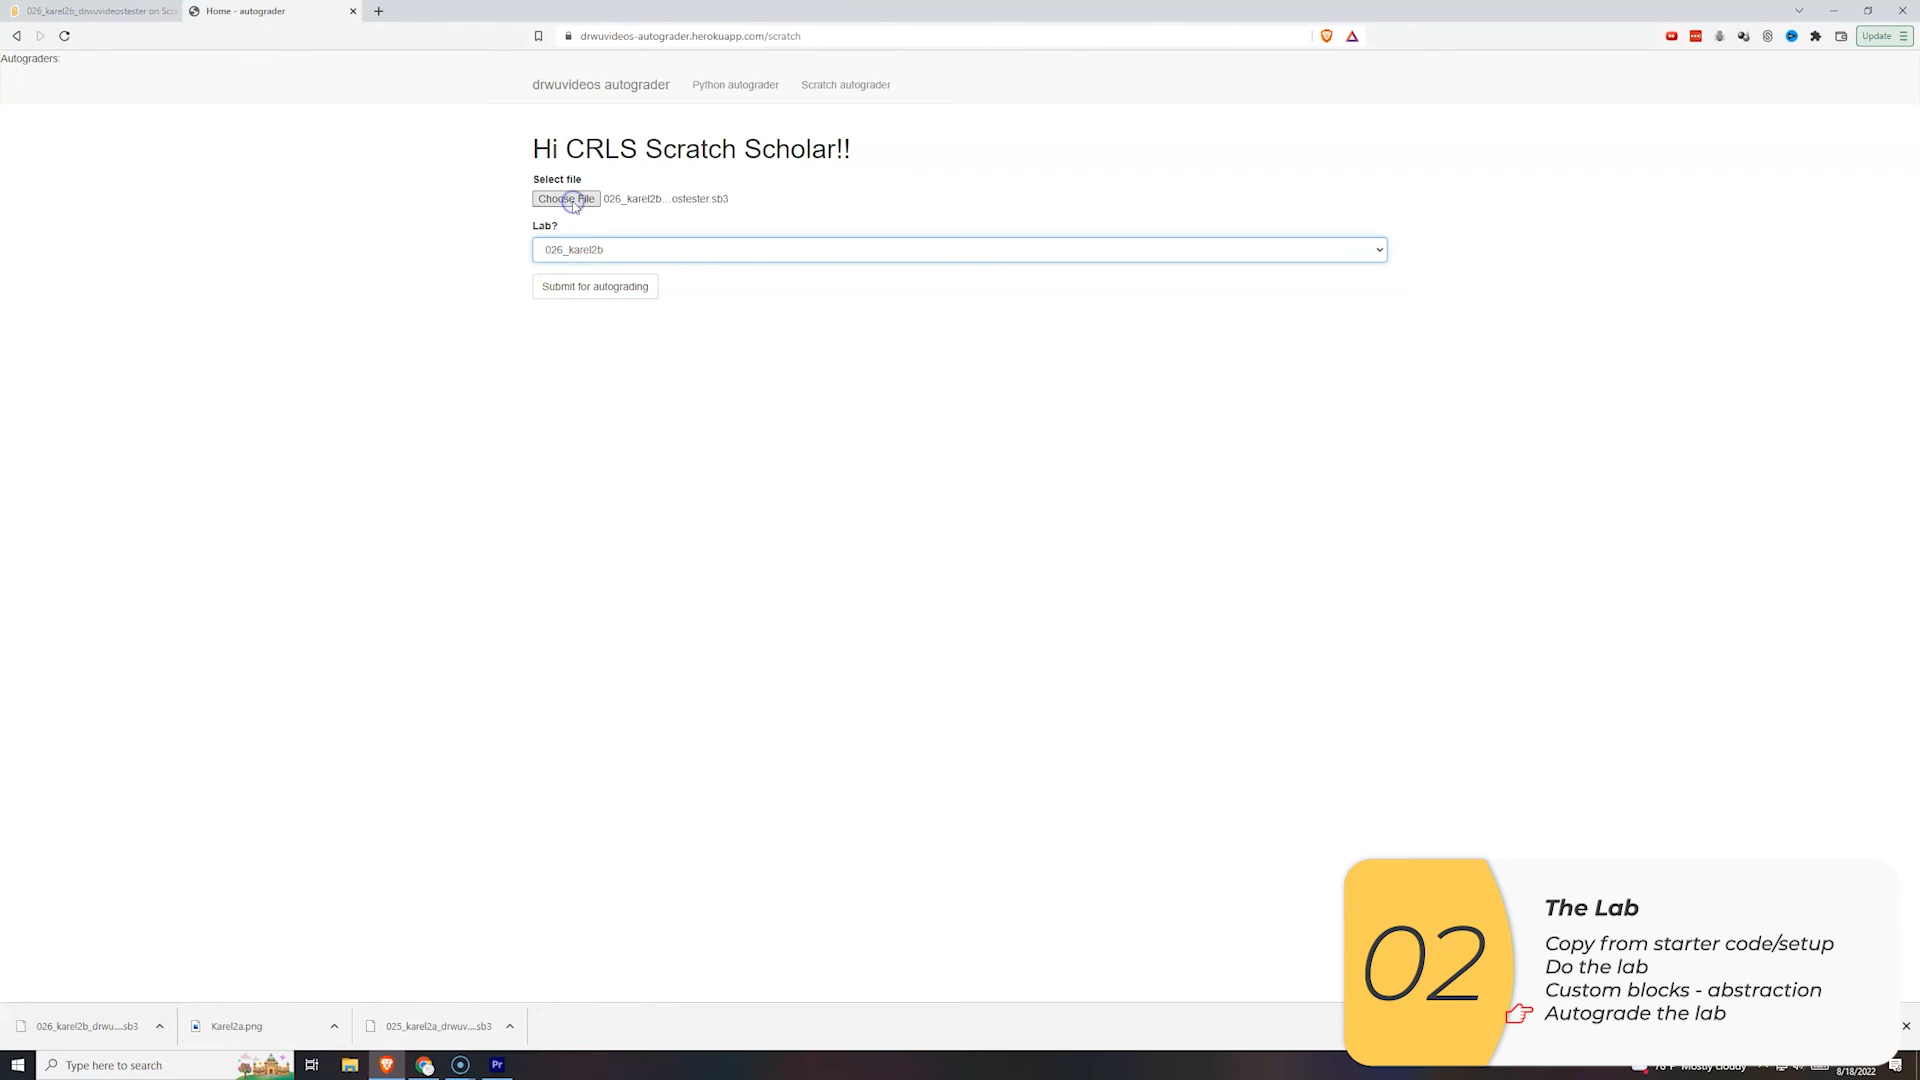 026_karel2b_drwuvideostester on Scra
Home - autograder
drwuvideos-autograder.herokuapp.com/scratch
Update
Autograders:
drwuvideos autograder
Python autograder
Scratch autograder
Hi CRLS Scratch Scholar!!
Select file
Choose File
026_karel2b...ostester.sb3
Lab?
026_karel2b
Submit for autograding
02
The Lab
Copy from starter code/setup
Do the lab
Custom blocks - abstraction
Autograde the lab
026_karel2b_drwu....sb3
Karel2a.png
025_karel2a_drwuv....sb3
Type here to search
Pr
Mostly cloudy
8/18/2022